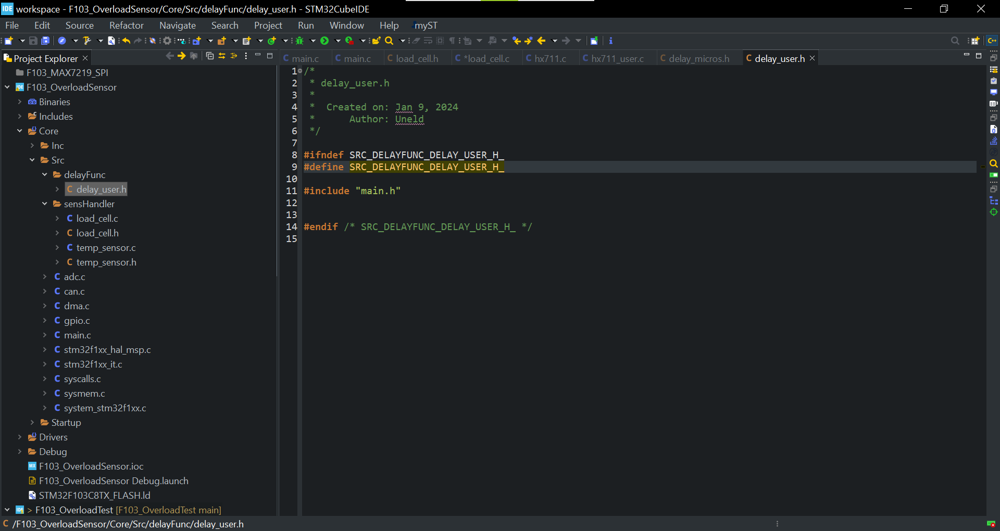 IDE workspace - F103_OverloadSensor/Core/Src/delayFunc/delay_user.h - STM32CubeIDE
File Edit Source Refactor Navigate Search Project Run Window Help myST
Project Explorer
main.c main.c load_cell.h *load_cell.c hx711.c hx711_user.c delay_micros.h delay_user.h
F103_MAX7219_SPI
F103_OverloadSensor
Binaries
Includes
Core
Inc
Src
delayFunc
delay_user.h
sensHandler
load_cell.c
load_cell.h
temp_sensor.c
temp_sensor.h
adc.c
can.c
dma.c
gpio.c
main.c
stm32f1xx_hal_msp.c
stm32f1xx_it.c
syscalls.c
sysmem.c
system_stm32f1xx.c
Startup
Drivers
Debug
F103_OverloadSensor.ioc
F103_OverloadSensor Debug.launch
STM32F103C8TX_FLASH.ld
> F103_OverloadTest [F103_OverloadTest main]
1 /*
2 * delay_user.h
3 *
4 * Created on: Jan 9, 2024
5 * Author: Uneld
6 */
7
8 #ifndef SRC_DELAYFUNC_DELAY_USER_H_
9 #define SRC_DELAYFUNC_DELAY_USER_H_
10
11 #include "main.h"
12
13
14 #endif /* SRC_DELAYFUNC_DELAY_USER_H_ */
15
/F103_OverloadSensor/Core/Src/delayFunc/delay_user.h